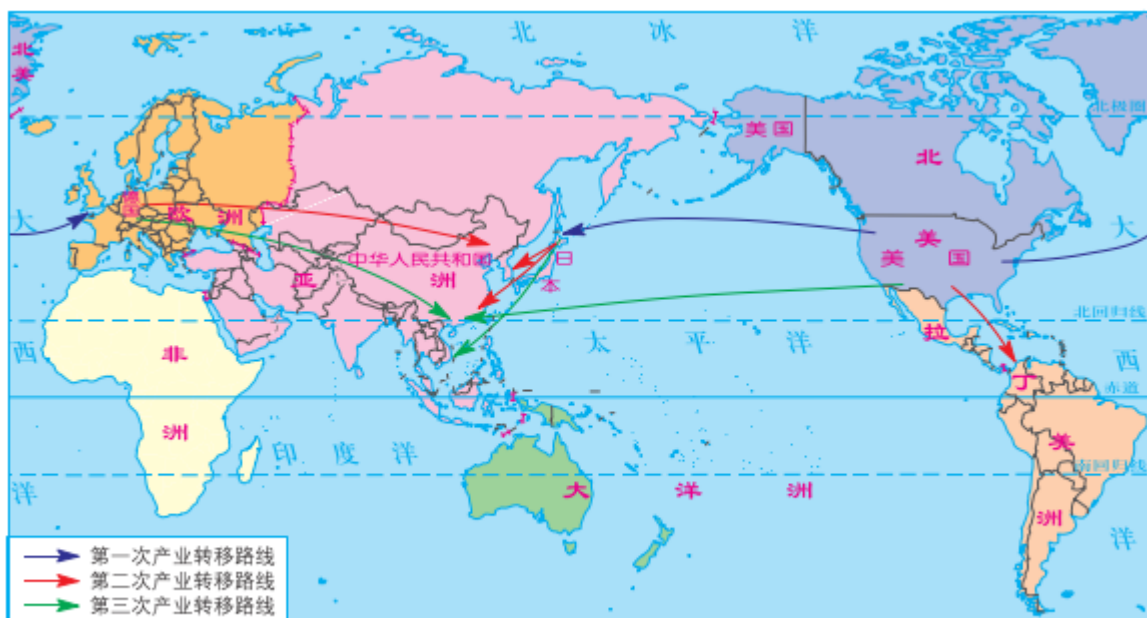 北冰洋
北美
北极圈
美国
北
德国
欧洲
大
大
美
美国
中华人民共和国
日本
亚洲
北回归线
拉
太平洋
西
西
非
丁
赤道
洲
印度洋
美
南回归线
洋
大洋洲
洲
洋
第一次产业转移路线
第二次产业转移路线
第三次产业转移路线